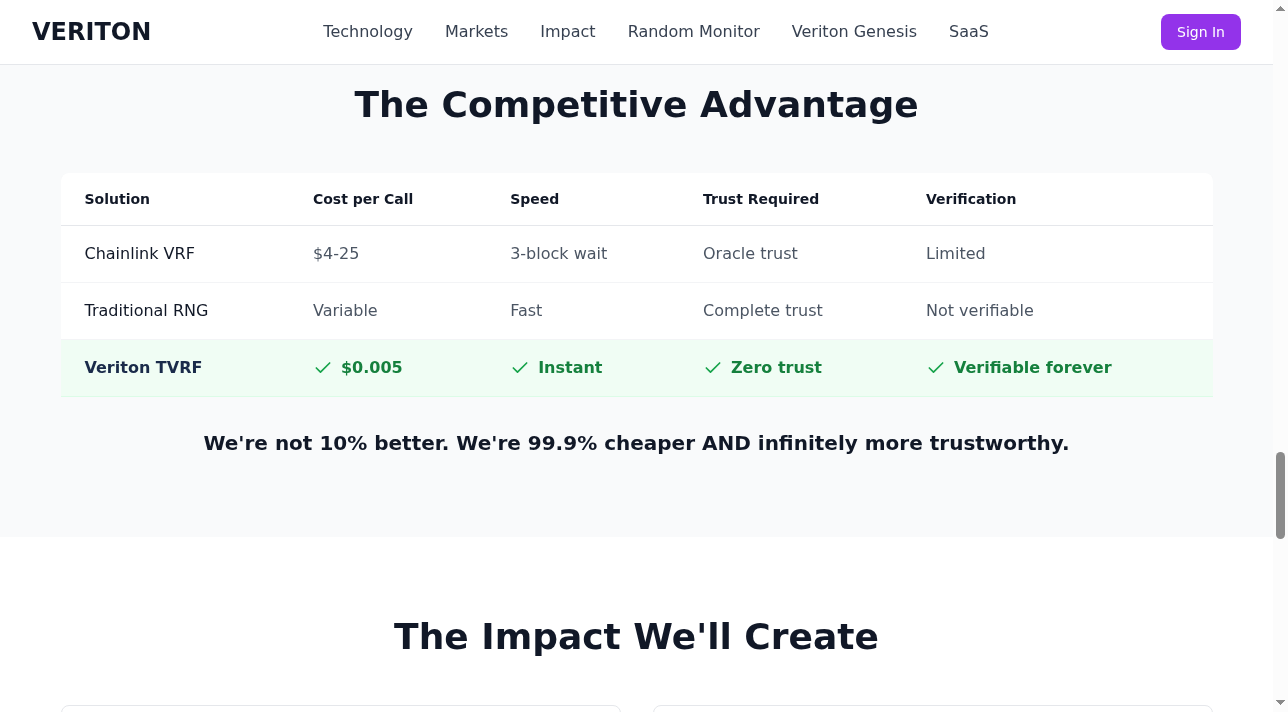 VERITON
Technology Markets Impact Random Monitor Veriton Genesis SaaS
Sign In
The Competitive Advantage
Solution Cost per Call Speed Trust Required Verification
Chainlink VRF $4-25 3-block wait Oracle trust Limited
Traditional RNG Variable Fast Complete trust Not verifiable
Veriton TVRF $0.005 Instant Zero trust Verifiable forever
We're not 10% better. We're 99.9% cheaper AND infinitely more trustworthy.
The Impact We'll Create